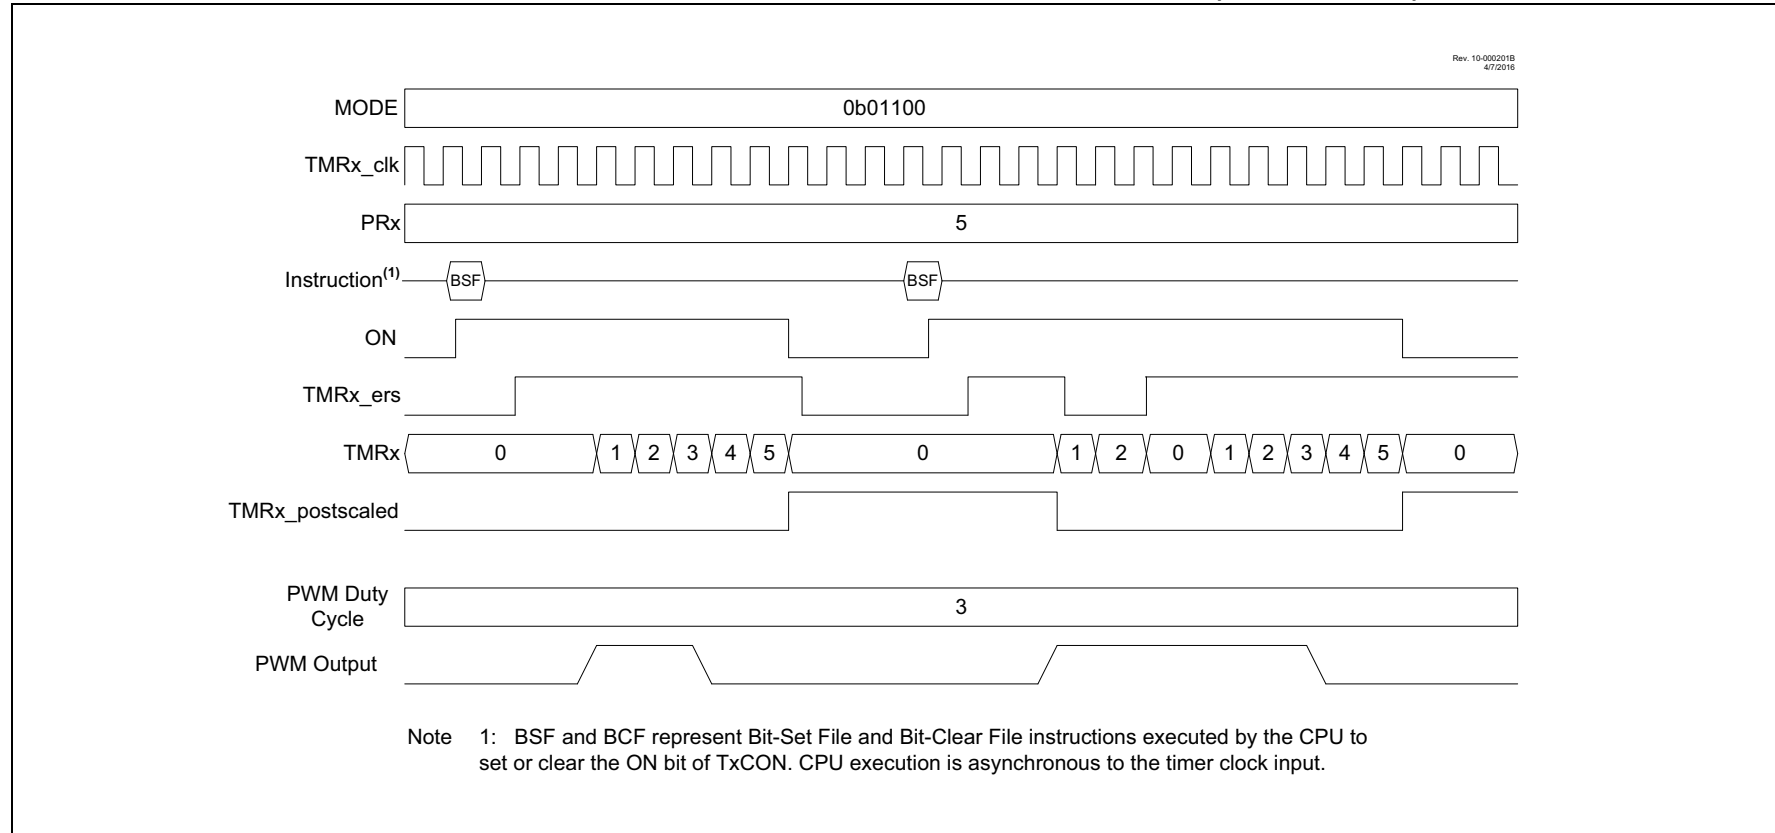 Rev. 10-000201B
4/7/2016
MODE 0b01100
TMRx_clk
PRx 5
Instruction(1) BSF BSF
ON
TMRx_ers
TMRx 0 1 2 3 4 5 0 1 2 0 1 2 3 4 5 0
TMRx_postscaled
PWM Duty
Cycle 3
PWM Output
Note 1: BSF and BCF represent Bit-Set File and Bit-Clear File instructions executed by the CPU to
set or clear the ON bit of TxCON. CPU execution is asynchronous to the timer clock input.